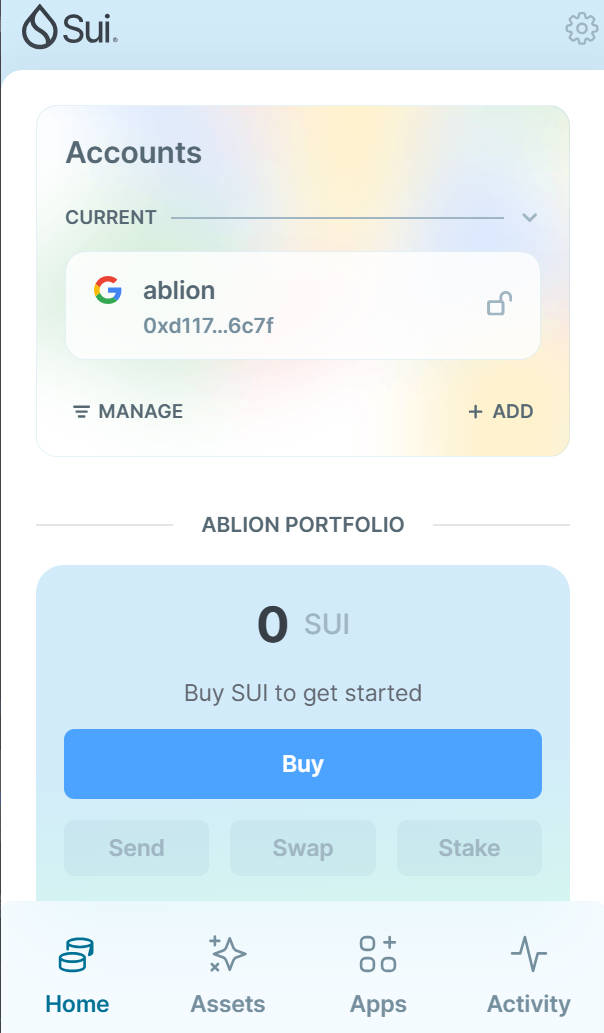 Sui
Accounts
CURRENT
ablion
0xd117...6c7f
MANAGE
+ ADD
ABLION PORTFOLIO
0 SUI
Buy SUI to get started
Buy
Send
Swap
Stake
Home
Assets
Apps
Activity